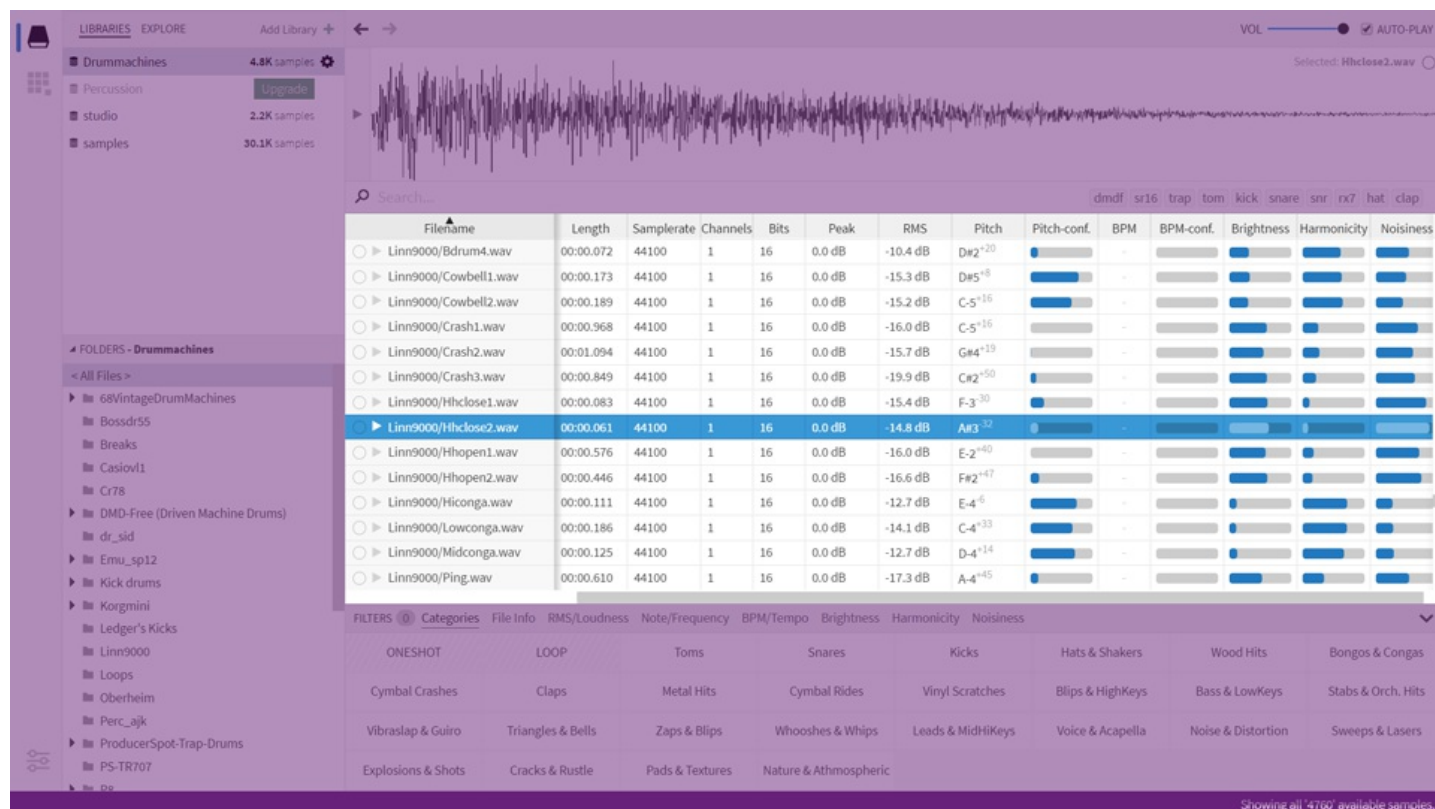 LIBRARIES EXPLORE Add Library +
VOL AUTO-PLAY
Drummachines 4.8K samples
Percussion Upgrade
studio 2.2K samples
samples 30.1K samples
Selected: Hhclose2.wav
Search...
dmdf sr16 trap tom kick snare snr rx7 hat clap
FOLDERS - Drummachines
< All Files >
68VintageDrumMachines
Bossdr55
Breaks
Casiovl1
Cr78
DMD-Free (Driven Machine Drums)
dr_sid
Emu_sp12
Kick drums
Korgmini
Ledger's Kicks
Linn9000
Loops
Oberheim
Perc_ajk
ProducerSpot-Trap-Drums
PS-TR707
R8
Filename Length Samplerate Channels Bits Peak RMS Pitch Pitch-conf. BPM BPM-conf. Brightness Harmonicity Noisiness
Linn9000/Bdrum4.wav 00:00.072 44100 1 16 0.0 dB -10.4 dB D#2+20 -
Linn9000/Cowbell1.wav 00:00.173 44100 1 16 0.0 dB -15.3 dB D#5+8 -
Linn9000/Cowbell2.wav 00:00.189 44100 1 16 0.0 dB -15.2 dB C-5+16 -
Linn9000/Crash1.wav 00:00.968 44100 1 16 0.0 dB -16.0 dB C-5+16 -
Linn9000/Crash2.wav 00:01.094 44100 1 16 0.0 dB -15.7 dB G#4+19 -
Linn9000/Crash3.wav 00:00.849 44100 1 16 0.0 dB -19.9 dB C#2+50 -
Linn9000/Hhclose1.wav 00:00.083 44100 1 16 0.0 dB -15.4 dB F-3-30 -
Linn9000/Hhclose2.wav 00:00.061 44100 1 16 0.0 dB -14.8 dB A#3-32 -
Linn9000/Hhopen1.wav 00:00.576 44100 1 16 0.0 dB -16.0 dB E-2+40 -
Linn9000/Hhopen2.wav 00:00.446 44100 1 16 0.0 dB -16.6 dB F#2+47 -
Linn9000/Hiconga.wav 00:00.111 44100 1 16 0.0 dB -12.7 dB E-4-6 -
Linn9000/Lowconga.wav 00:00.186 44100 1 16 0.0 dB -14.1 dB C-4+33 -
Linn9000/Midconga.wav 00:00.125 44100 1 16 0.0 dB -12.7 dB D-4+14 -
Linn9000/Ping.wav 00:00.610 44100 1 16 0.0 dB -17.3 dB A-4+45 -
FILTERS 0 Categories File Info RMS/Loudness Note/Frequency BPM/Tempo Brightness Harmonicity Noisiness
ONESHOT LOOP Toms Snares Kicks Hats & Shakers Wood Hits Bongos & Congas
Cymbal Crashes Claps Metal Hits Cymbal Rides Vinyl Scratches Blips & HighKeys Bass & LowKeys Stabs & Orch. Hits
Vibraslap & Guiro Triangles & Bells Zaps & Blips Whooshes & Whips Leads & MidHiKeys Voice & Acapella Noise & Distortion Sweeps & Lasers
Explosions & Shots Cracks & Rustle Pads & Textures Nature & Athmospheric
Showing all '4760' available samples.